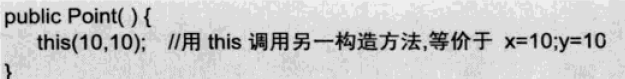 public Point( ) {
this(10,10); //用 this 调用另一构造方法,等价于 x=10;y=10
}